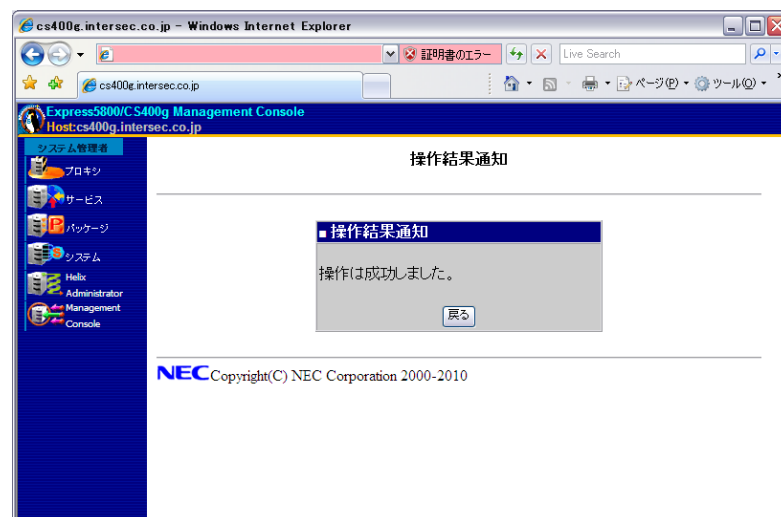 cs400g.intersec.co.jp - Windows Internet Explorer
証明書のエラー
Live Search
cs400g.intersec.co.jp
ページ(P)
ツール(O)
Express5800/CS400g Management Console
Host:cs400g.intersec.co.jp
システム管理者
プロキシ
サービス
パッケージ
システム
Helix
Administrator
Management
Console
操作結果通知
■操作結果通知
操作は成功しました。
戻る
NEC Copyright(C) NEC Corporation 2000-2010